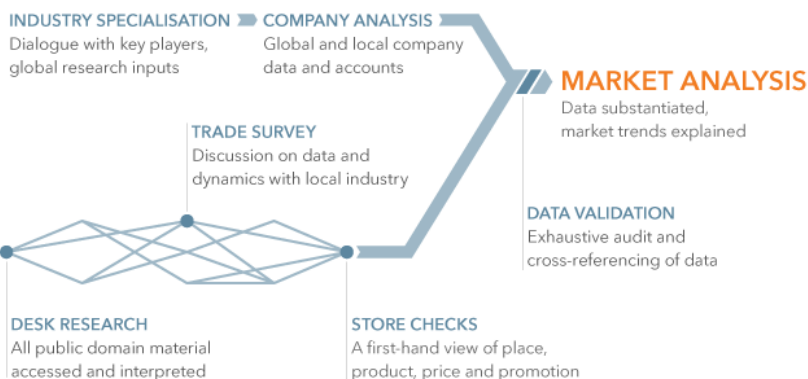 INDUSTRY SPECIALISATION
Dialogue with key players,
global research inputs
COMPANY ANALYSIS
Global and local company
data and accounts
MARKET ANALYSIS
Data substantiated,
market trends explained
TRADE SURVEY
Discussion on data and
dynamics with local industry
DATA VALIDATION
Exhaustive audit and
cross-referencing of data
DESK RESEARCH
All public domain material
accessed and interpreted
STORE CHECKS
A first-hand view of place,
product, price and promotion